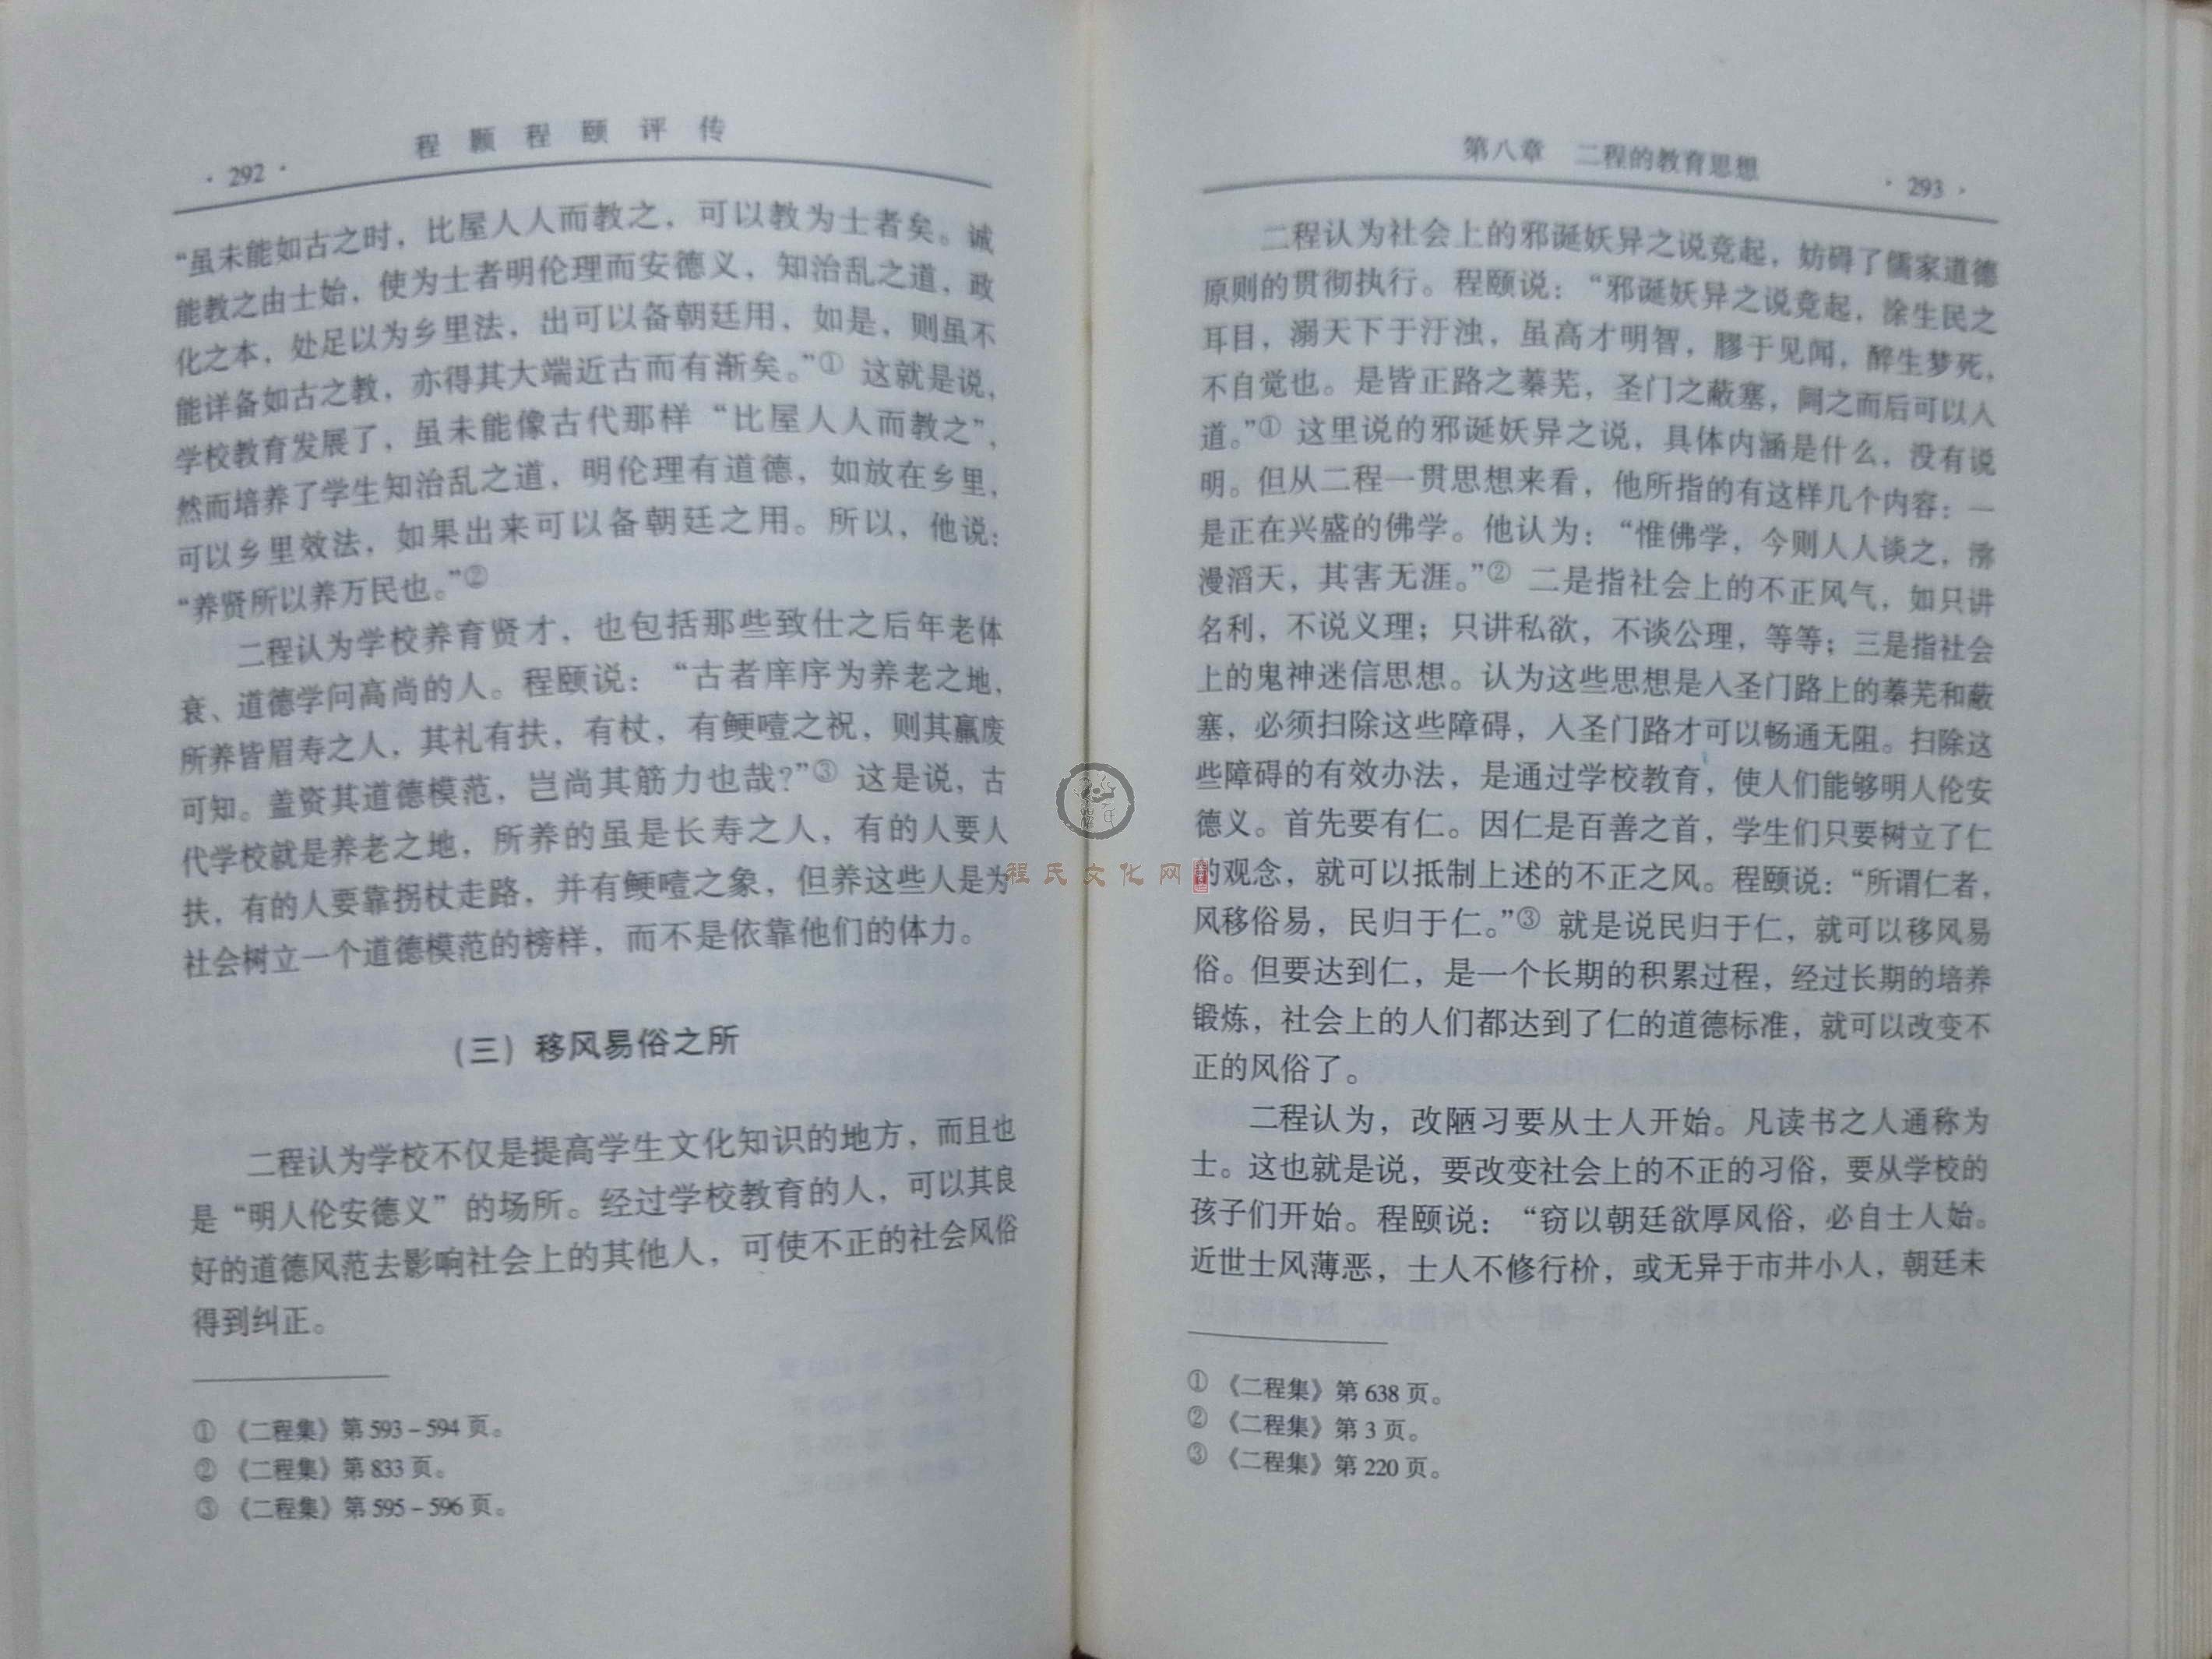 ·292·
程颢程颐评传
“虽未能如古之时，比屋人人而教之，可以教为士者矣。诚
能教之由士始，使为士者明伦理而安德义，知治乱之道，政
化之本，处足以为乡里法，出可以备朝廷用，如是，则虽不
能详备如古之教，亦得其大端近古而有渐矣。”① 这就是说，
学校教育发展了，虽未能像古代那样“比屋人人而教之”，
然而培养了学生知治乱之道，明伦理有道德，如放在乡里，
可以乡里效法，如果出来可以备朝廷之用。所以，他说：
“养贤所以养万民也。”②
二程认为学校养育贤才，也包括那些致仕之后年老体
衰、道德学问高尚的人。程颐说：“古者庠序为养老之地，
所养皆眉寿之人，其礼有扶，有杖，有鲠噎之祝，则其羸废
可知。盖资其道德模范，岂尚其筋力也哉?”③ 这是说，古
代学校就是养老之地，所养的虽是长寿之人，有的人要人
扶，有的人要靠拐杖走路，并有鲠噎之象，但养这些人是为
社会树立一个道德模范的榜样，而不是依靠他们的体力。
（三）移风易俗之所
二程认为学校不仅是提高学生文化知识的地方，而且也
是“明人伦安德义”的场所。经过学校教育的人，可以其良
好的道德风范去影响社会上的其他人，可使不正的社会风俗
得到纠正。
① 《二程集》第 593－594 页。
② 《二程集》第 833 页。
③ 《二程集》第 595－596 页。
第八章 二程的教育思想
·293·
二程认为社会上的邪诞妖异之说竞起，妨碍了儒家道德
原则的贯彻执行。程颐说：“邪诞妖异之说竞起，涂生民之
耳目，溺天下于汙浊，虽高才明智，膠于见闻，醉生梦死，
不自觉也。是皆正路之蓁芜，圣门之蔽塞，闢之而后可以入
道。”① 这里说的邪诞妖异之说，具体内涵是什么，没有说
明。但从二程一贯思想来看，他所指的有这样几个内容：一
是正在兴盛的佛学。他认为：“惟佛学，今则人人谈之，瀰
漫滔天，其害无涯。”② 二是指社会上的不正风气，如只讲
名利，不说义理；只讲私欲，不谈公理，等等；三是指社会
上的鬼神迷信思想。认为这些思想是入圣门路上的蓁芜和蔽
塞，必须扫除这些障碍，入圣门路才可以畅通无阻。扫除这
些障碍的有效办法，是通过学校教育，使人们能够明人伦安
德义。首先要有仁。因仁是百善之首，学生们只要树立了仁
的观念，就可以抵制上述的不正之风。程颐说：“所谓仁者，
风移俗易，民归于仁。”③ 就是说民归于仁，就可以移风易
俗。但要达到仁，是一个长期的积累过程，经过长期的培养
锻炼，社会上的人们都达到了仁的道德标准，就可以改变不
正的风俗了。
二程认为，改陋习要从士人开始。凡读书之人通称为
士。这也就是说，要改变社会上的不正的习俗，要从学校的
孩子们开始。程颐说：“窃以朝廷欲厚风俗，必自士人始。
近世士风薄恶，士人不修行检，或无异于市井小人，朝廷未
① 《二程集》第 638 页。
② 《二程集》第 3 页。
③ 《二程集》第 220 页。
程氏文化网